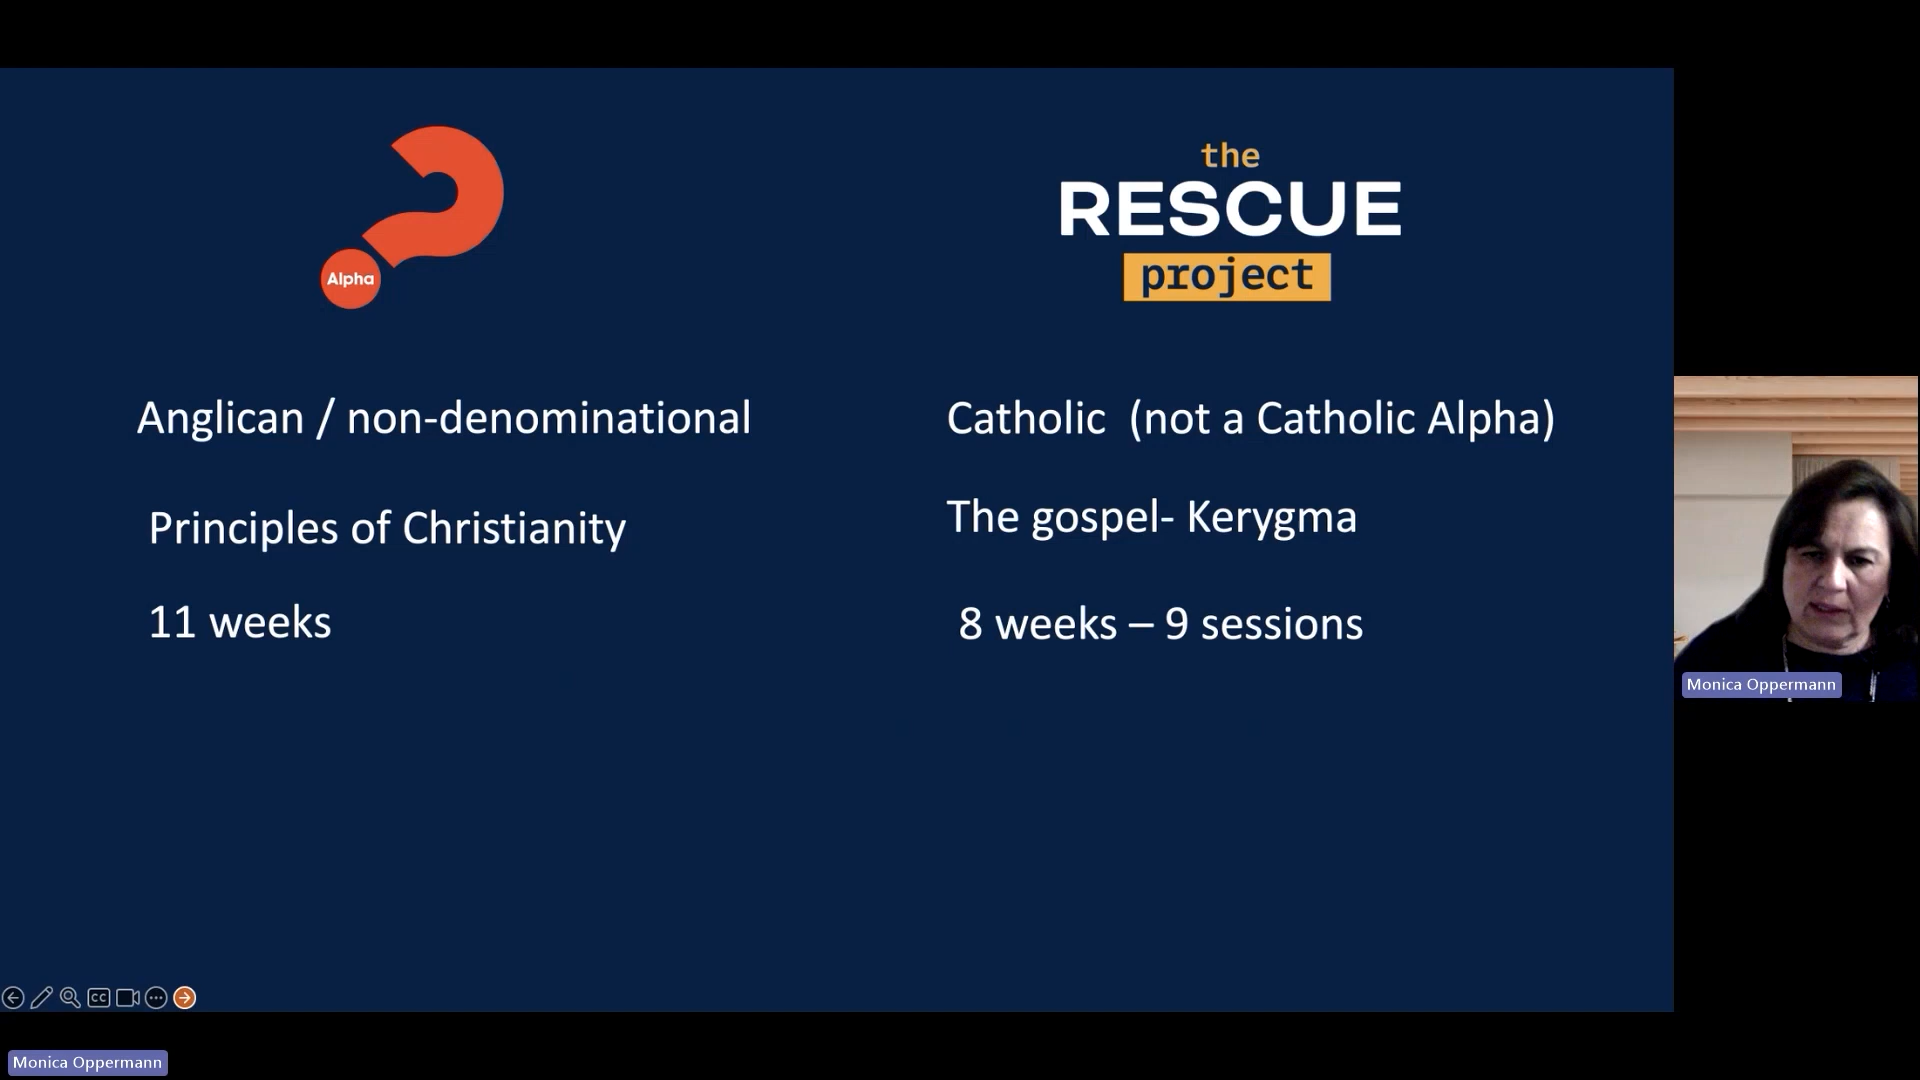 Alpha
Anglican / non-denominational
Principles of Christianity
11 weeks
the
RESCUE
project
Catholic  (not a Catholic Alpha)
The gospel- Kerygma
8 weeks – 9 sessions
Monica Oppermann
CC
Monica Oppermann